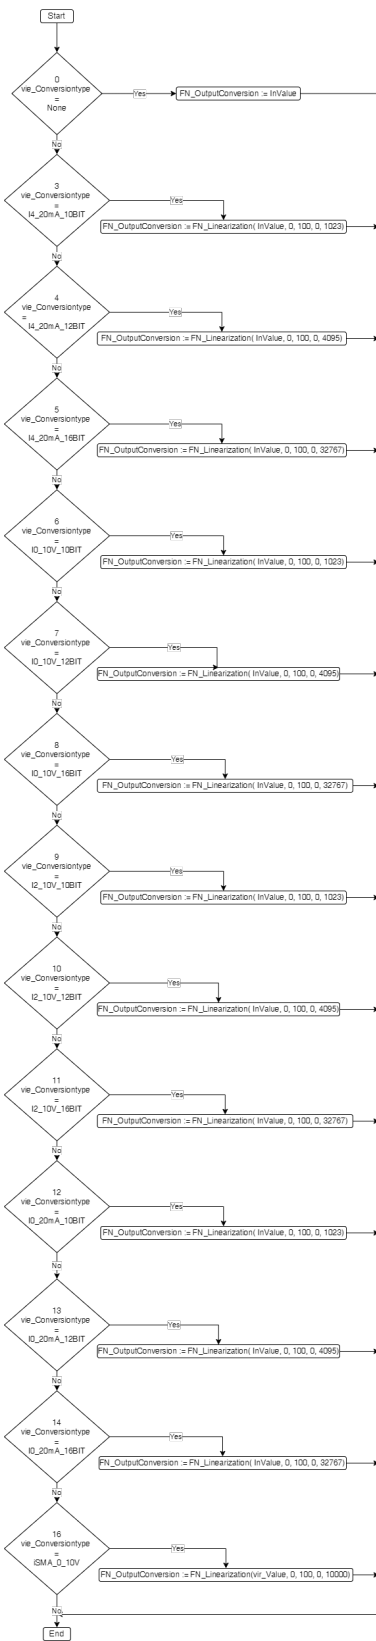 Start
0
vie_Conversiontype
=
None
Yes
FN_OutputConversion := InValue
No
3
vie_Conversiontype
=
I4_20mA_10BIT
Yes
FN_OutputConversion := FN_Linearization( InValue, 0, 100, 0, 1023)
No
4
vie_Conversiontype
=
I4_20mA_12BIT
Yes
FN_OutputConversion := FN_Linearization( InValue, 0, 100, 0, 4095)
No
5
vie_Conversiontype
=
I4_20mA_16BIT
Yes
FN_OutputConversion := FN_Linearization( InValue, 0, 100, 0, 32767)
No
6
vie_Conversiontype
=
I0_10V_10BIT
Yes
FN_OutputConversion := FN_Linearization( InValue, 0, 100, 0, 1023)
No
7
vie_Conversiontype
=
I0_10V_12BIT
Yes
FN_OutputConversion := FN_Linearization( InValue, 0, 100, 0, 4095)
No
8
vie_Conversiontype
=
I0_10V_16BIT
Yes
FN_OutputConversion := FN_Linearization( InValue, 0, 100, 0, 32767)
No
9
vie_Conversiontype
=
I2_10V_10BIT
Yes
FN_OutputConversion := FN_Linearization( InValue, 0, 100, 0, 1023)
No
10
vie_Conversiontype
=
I2_10V_12BIT
Yes
FN_OutputConversion := FN_Linearization( InValue, 0, 100, 0, 4095)
No
11
vie_Conversiontype
=
I2_10V_16BIT
Yes
FN_OutputConversion := FN_Linearization( InValue, 0, 100, 0, 32767)
No
12
vie_Conversiontype
=
I0_20mA_10BIT
Yes
FN_OutputConversion := FN_Linearization( InValue, 0, 100, 0, 1023)
No
13
vie_Conversiontype
=
I0_20mA_12BIT
Yes
FN_OutputConversion := FN_Linearization( InValue, 0, 100, 0, 4095)
No
14
vie_Conversiontype
=
I0_20mA_16BIT
Yes
FN_OutputConversion := FN_Linearization( InValue, 0, 100, 0, 32767)
No
16
vie_Conversiontype
=
iSMA_0_10V
Yes
FN_OutputConversion := FN_Linearization(vir_Value, 0, 100, 0, 10000)
No
End